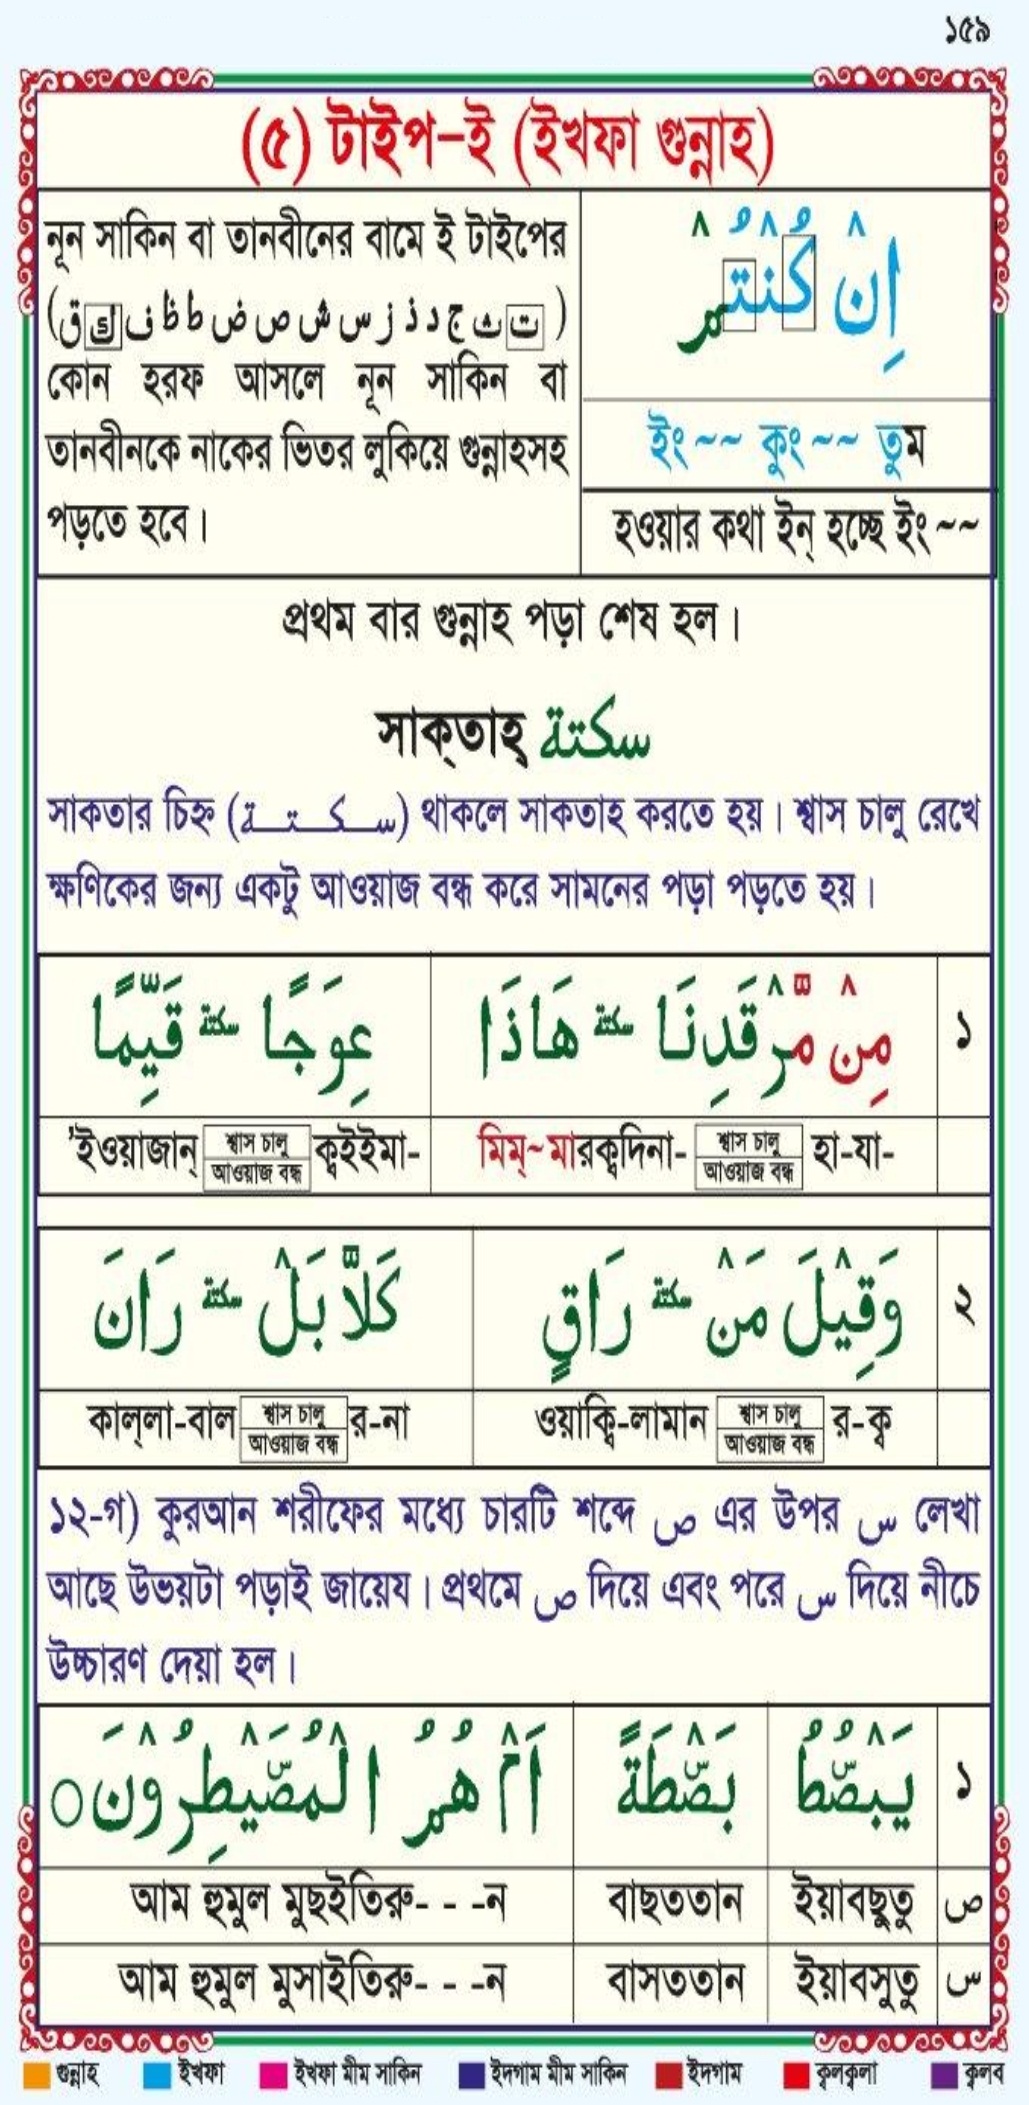 ১৫৯
(৫) টাইপ-ই (ইখফা গুন্নাহ)
নূন সাকিন বা তানবীনের বামে ই টাইপের
( ت ث ج د ذ ز س ش ص ض ط ظ ف ك ق)
কোন হরফ আসলে নূন সাকিন বা
তানবীনকে নাকের ভিতর লুকিয়ে গুন্নাহসহ
পড়তে হবে।
اِنْ كُنْتُمْ
ইং~~ কুং~~ তুম
হওয়ার কথা ইন্ হচ্ছে ইং~~
প্রথম বার গুন্নাহ পড়া শেষ হল।
সাক্তাহ্ سكتة
সাকতার চিহ্ন (سكتة) থাকলে সাকতাহ করতে হয়। শ্বাস চালু রেখে
ক্ষণিকের জন্য একটু আওয়াজ বন্ধ করে সামনের পড়া পড়তে হয়।
১ مِنْ مَّرْقَدِنَا سكتة هَاذَا عِوَجًا سكتة قَيِّمًا
'ইওয়াজান্ শ্বাস চালু আওয়াজ বন্ধ ক্বইইমা- মিম্~মারক্বদিনা- শ্বাস চালু আওয়াজ বন্ধ হা-যা-
২ وَقِيْلَ مَنْ سكتة رَاقٍ كَلَّا بَلْ سكتة رَانَ
কাল্লা-বাল শ্বাস চালু আওয়াজ বন্ধ র-না ওয়াক্বি-লামান শ্বাস চালু আওয়াজ বন্ধ র-ক্ব
১২-গ) কুরআন শরীফের মধ্যে চারটি শব্দে ص এর উপর س লেখা
আছে উভয়টা পড়াই জায়েয। প্রথমে ص দিয়ে এবং পরে س দিয়ে নীচে
উচ্চারণ দেয়া হল।
১ يَبْصُۜطُ بَصْۜطَةً اَمْ هُمُ الْمُصَۜيْطِرُوْنَ ○
আম হুমুল মুছইতিরু- - -ন বাছততান ইয়াবছুতু ص
আম হুমুল মুসাইতিরু- - -ন বাসততান ইয়াবসুতু س
গুন্নাহ ইখফা ইখফা মীম সাকিন ইদগাম মীম সাকিন ইদগাম ক্বলক্বলা ক্বলব